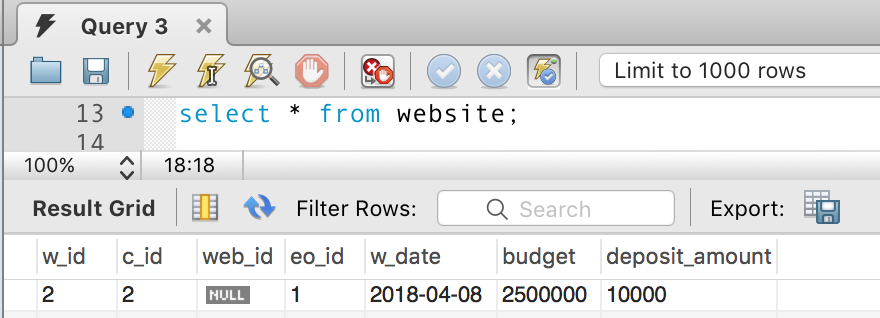 Query 3
Limit to 1000 rows
13 select * from website;
14
100% 18:18
Result Grid Filter Rows: Search Export:
w_id c_id web_id eo_id w_date budget deposit_amount
2 2 NULL 1 2018-04-08 2500000 10000